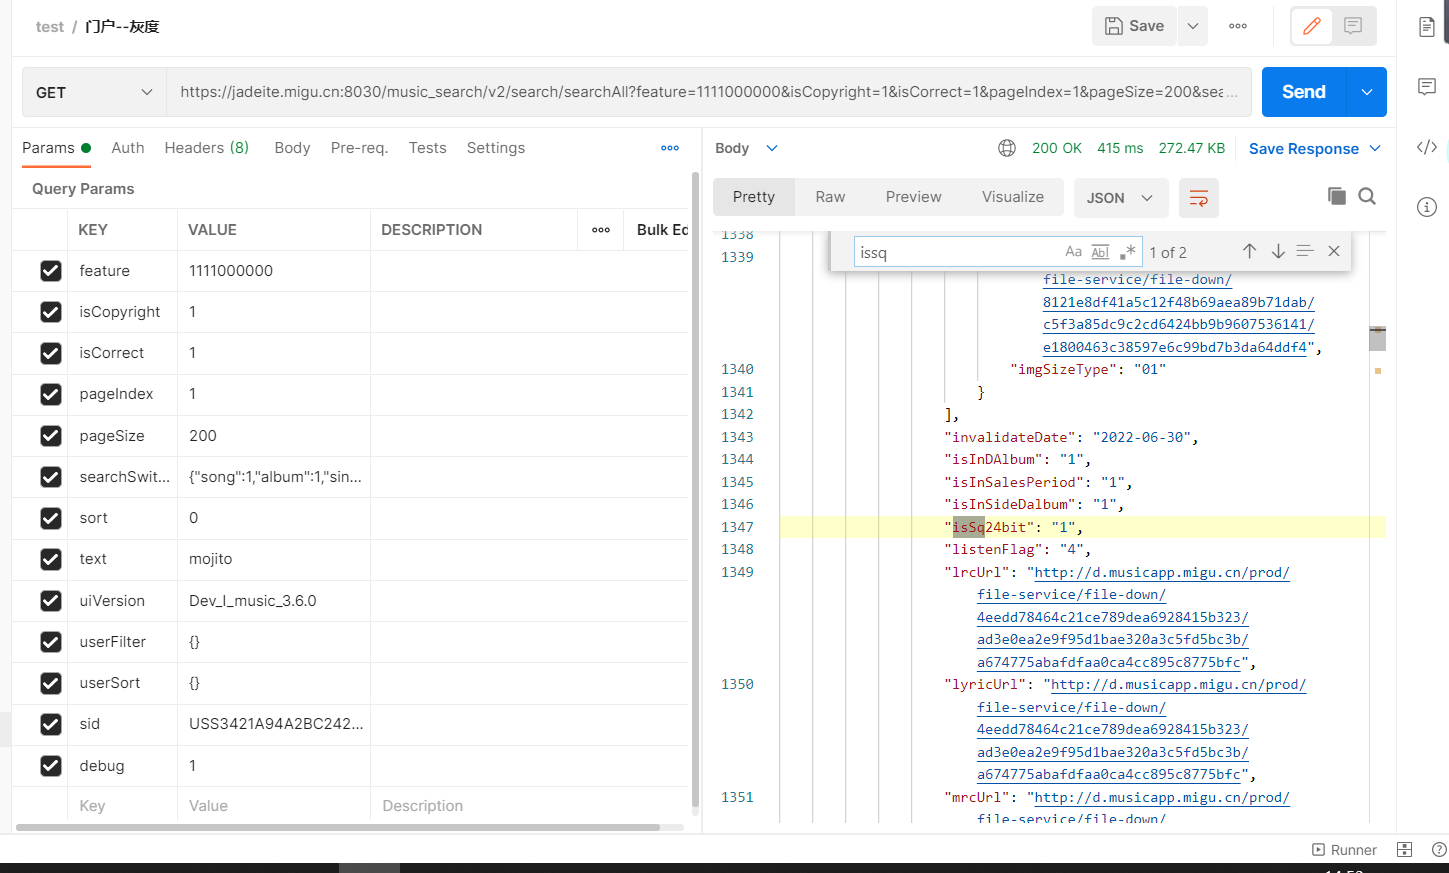 test / 门户--灰度
Save
GET
https://jadeite.migu.cn:8030/music_search/v2/search/searchAll?feature=1111000000&isCopyright=1&isCorrect=1&pageIndex=1&pageSize=200&sea...
Send
Params Auth Headers (8) Body Pre-req. Tests Settings
Body 200 OK 415 ms 272.47 KB Save Response
Query Params
Pretty Raw Preview Visualize JSON
KEY VALUE DESCRIPTION Bulk Ed
feature 1111000000
isCopyright 1
isCorrect 1
pageIndex 1
pageSize 200
searchSwit... {"song":1,"album":1,"sin...
sort 0
text mojito
uiVersion Dev_I_music_3.6.0
userFilter {}
userSort {}
sid USS3421A94A2BC242...
debug 1
Key Value Description
issq Aa Abl .* 1 of 2
1338
1339
file-service/file-down/
8121e8df41a5c12f48b69aea89b71dab/
c5f3a85dc9c2cd6424bb9b9607536141/
e1800463c38597e6c99bd7b3da64ddf4",
1340 "imgSizeType": "01"
1341 }
1342 ],
1343 "invalidateDate": "2022-06-30",
1344 "isInDAlbum": "1",
1345 "isInSalesPeriod": "1",
1346 "isInSideDalbum": "1",
1347 "isSq24bit": "1",
1348 "listenFlag": "4",
1349 "lrcUrl": "http://d.musicapp.migu.cn/prod/
file-service/file-down/
4eedd78464c21ce789dea6928415b323/
ad3e0ea2e9f95d1bae320a3c5fd5bc3b/
a674775abafdfaa0ca4cc895c8775bfc",
1350 "lyricUrl": "http://d.musicapp.migu.cn/prod/
file-service/file-down/
4eedd78464c21ce789dea6928415b323/
ad3e0ea2e9f95d1bae320a3c5fd5bc3b/
a674775abafdfaa0ca4cc895c8775bfc",
1351 "mrcUrl": "http://d.musicapp.migu.cn/prod/
file-service/file-down/
Runner